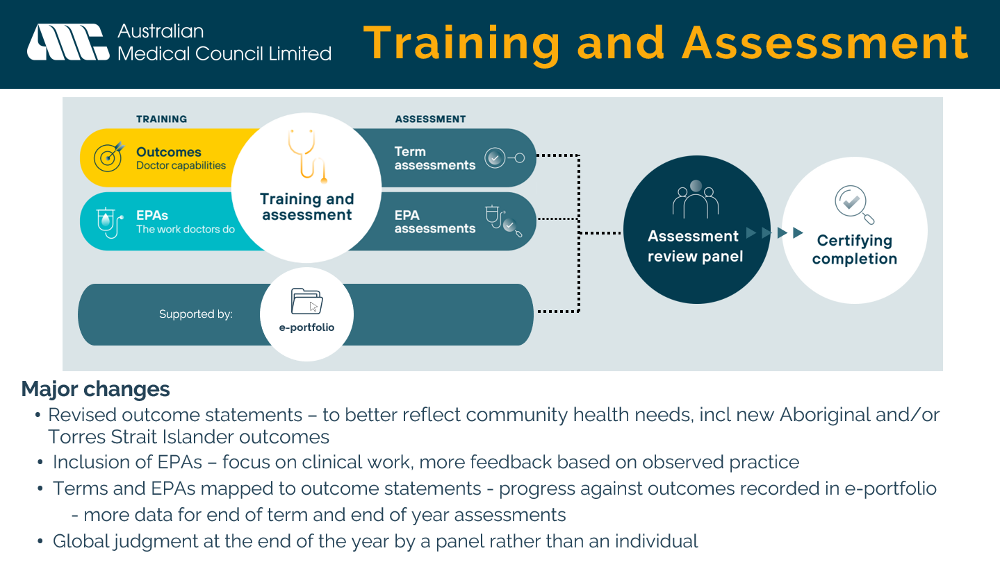 Australian
Medical Council Limited
Training and Assessment
TRAINING
ASSESSMENT
Outcomes
Doctor capabilities
EPAs
The work doctors do
Training and
assessment
Term
assessments
EPA
assessments
Supported by:
e-portfolio
Assessment
review panel
Certifying
completion
Major changes
• Revised outcome statements – to better reflect community health needs, incl new Aboriginal and/or
Torres Strait Islander outcomes
• Inclusion of EPAs – focus on clinical work, more feedback based on observed practice
• Terms and EPAs mapped to outcome statements - progress against outcomes recorded in e-portfolio
- more data for end of term and end of year assessments
• Global judgment at the end of the year by a panel rather than an individual